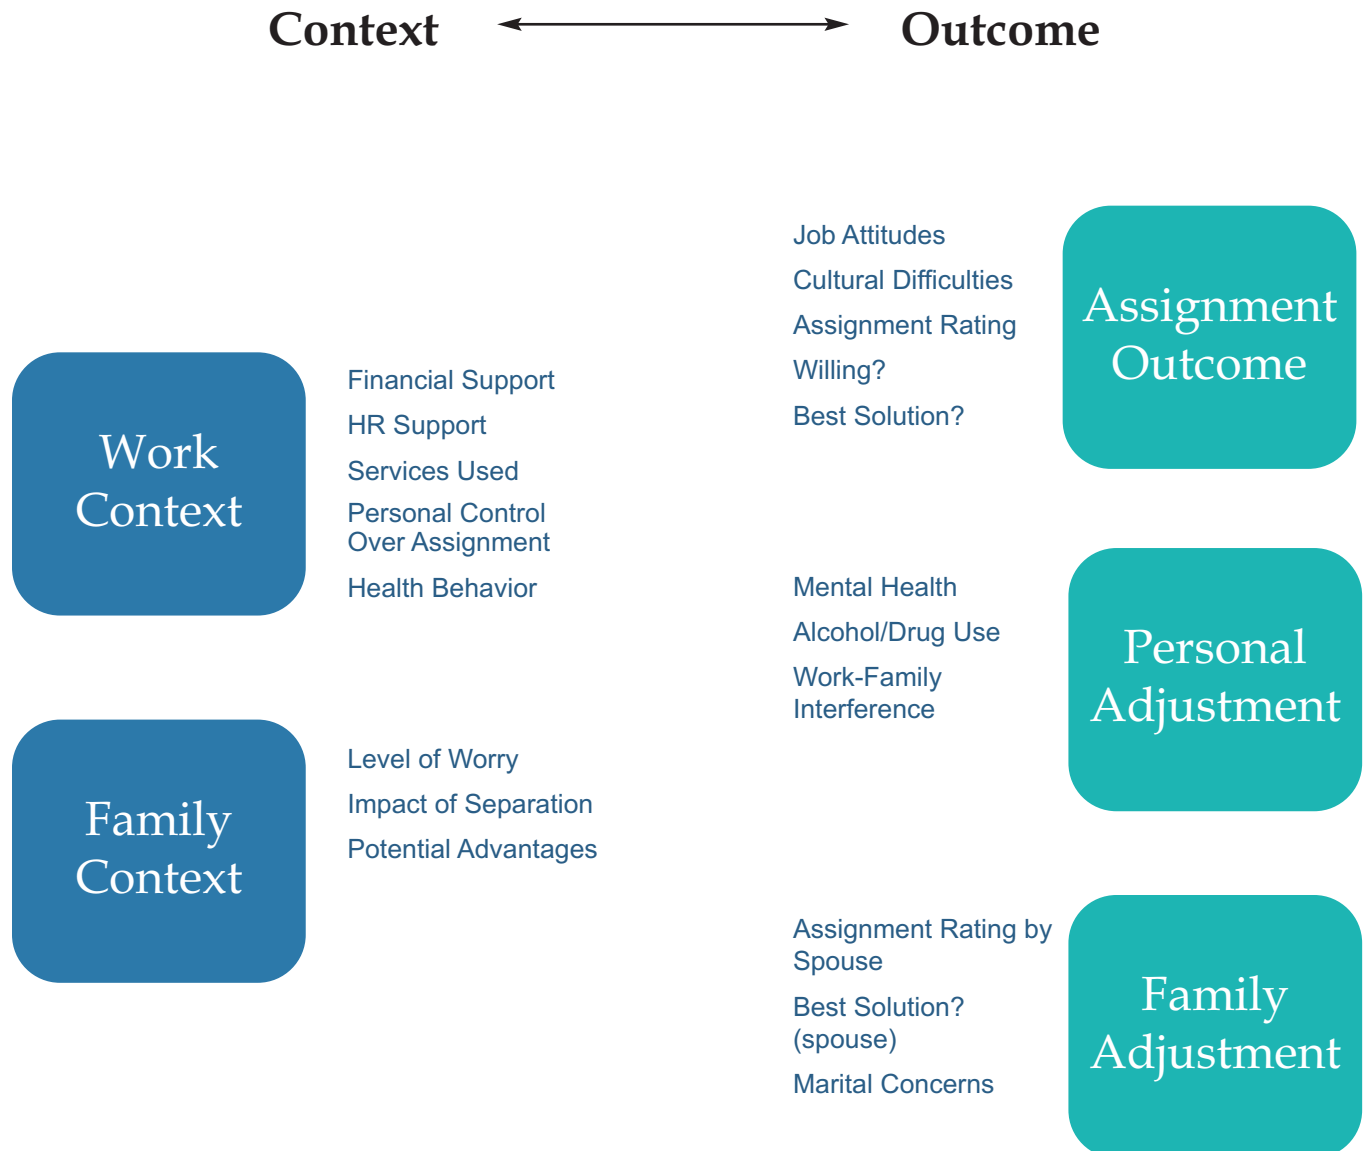 Context
Outcome
Work
Context
Financial Support
HR Support
Services Used
Personal Control
Over Assignment
Health Behavior
Family
Context
Level of Worry
Impact of Separation
Potential Advantages
Job Attitudes
Cultural Difficulties
Assignment Rating
Willing?
Best Solution?
Assignment
Outcome
Mental Health
Alcohol/Drug Use
Work-Family
Interference
Personal
Adjustment
Assignment Rating by
Spouse
Best Solution?
(spouse)
Marital Concerns
Family
Adjustment